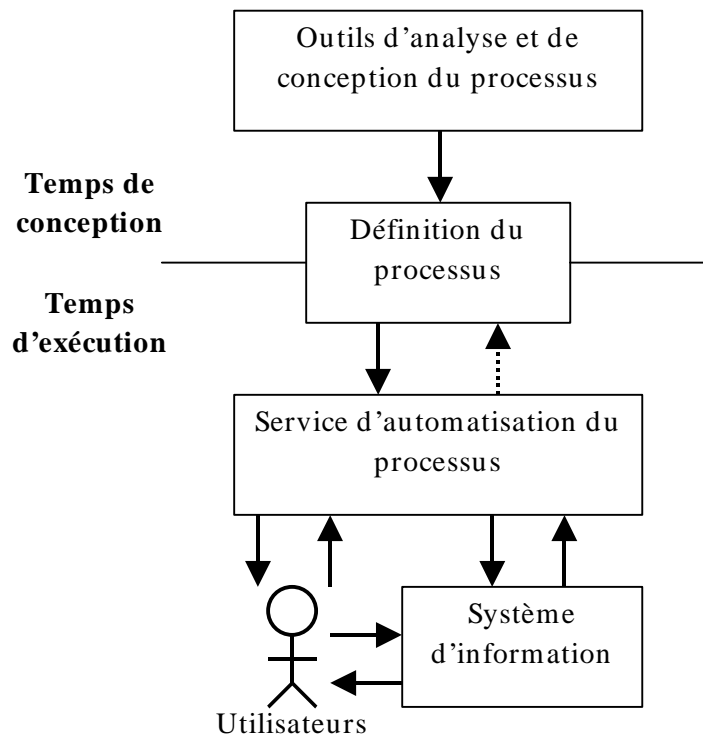 Outils d'analyse et de
conception du processus
Temps de
conception
Définition du
processus
Temps
d'exécution
Service d'automatisation du
processus
Système
d'information
Utilisateurs